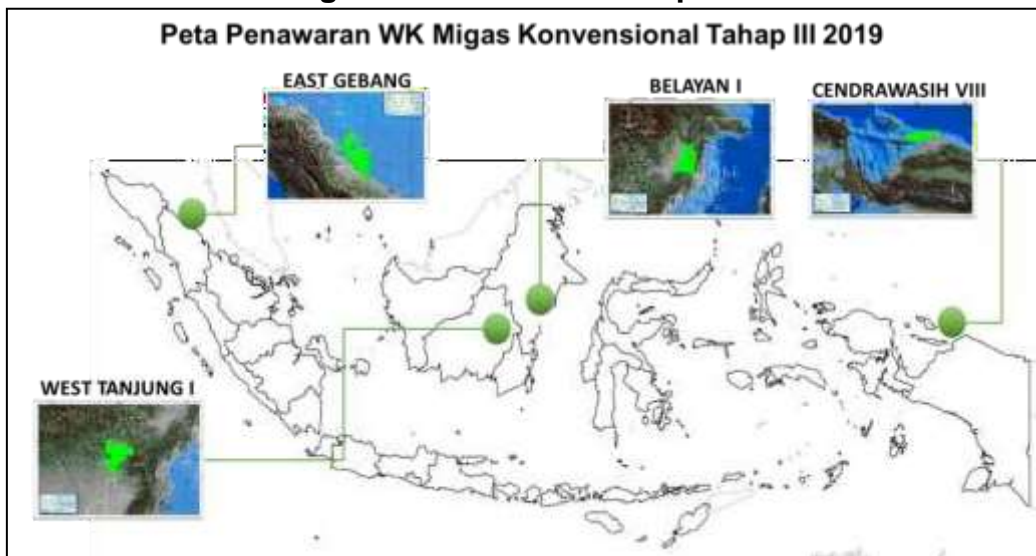 Peta Penawaran WK Migas Konvensional Tahap III 2019
EAST GEBANG
BELAYAN I
CENDRAWASIH VIII
WEST TANJUNG I